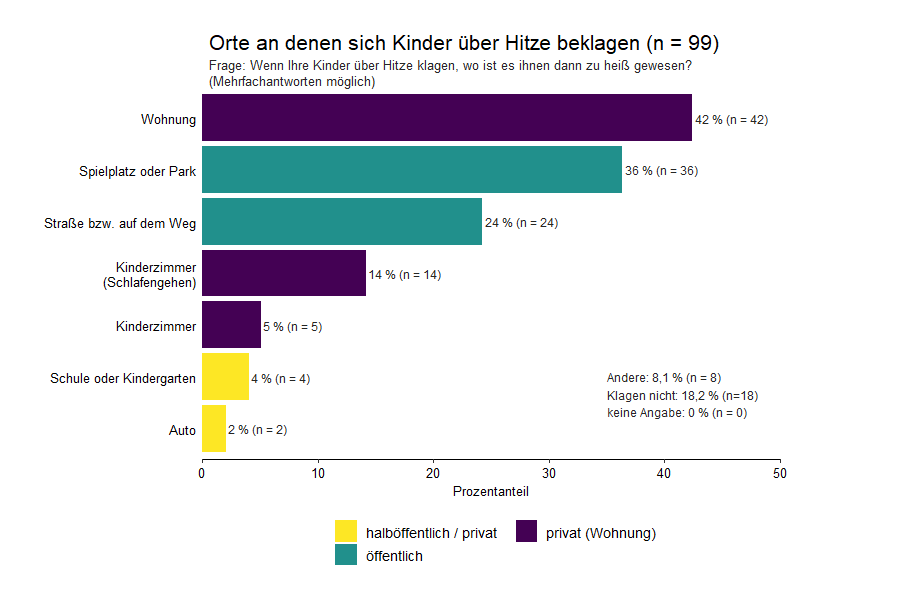 Orte an denen sich Kinder über Hitze beklagen (n = 99)
Frage: Wenn Ihre Kinder über Hitze klagen, wo ist es ihnen dann zu heiß gewesen?
(Mehrfachantworten möglich)
Wohnung
42 % (n = 42)
Spielplatz oder Park
36 % (n = 36)
Straße bzw. auf dem Weg
24 % (n = 24)
Kinderzimmer
(Schlafengehen)
14 % (n = 14)
Kinderzimmer
5 % (n = 5)
Schule oder Kindergarten
4 % (n = 4)
Auto
2 % (n = 2)
Andere: 8,1 % (n = 8)
Klagen nicht: 18,2 % (n=18)
keine Angabe: 0 % (n = 0)
0 10 20 30 40 50
Prozentanteil
halböffentlich / privat
privat (Wohnung)
öffentlich